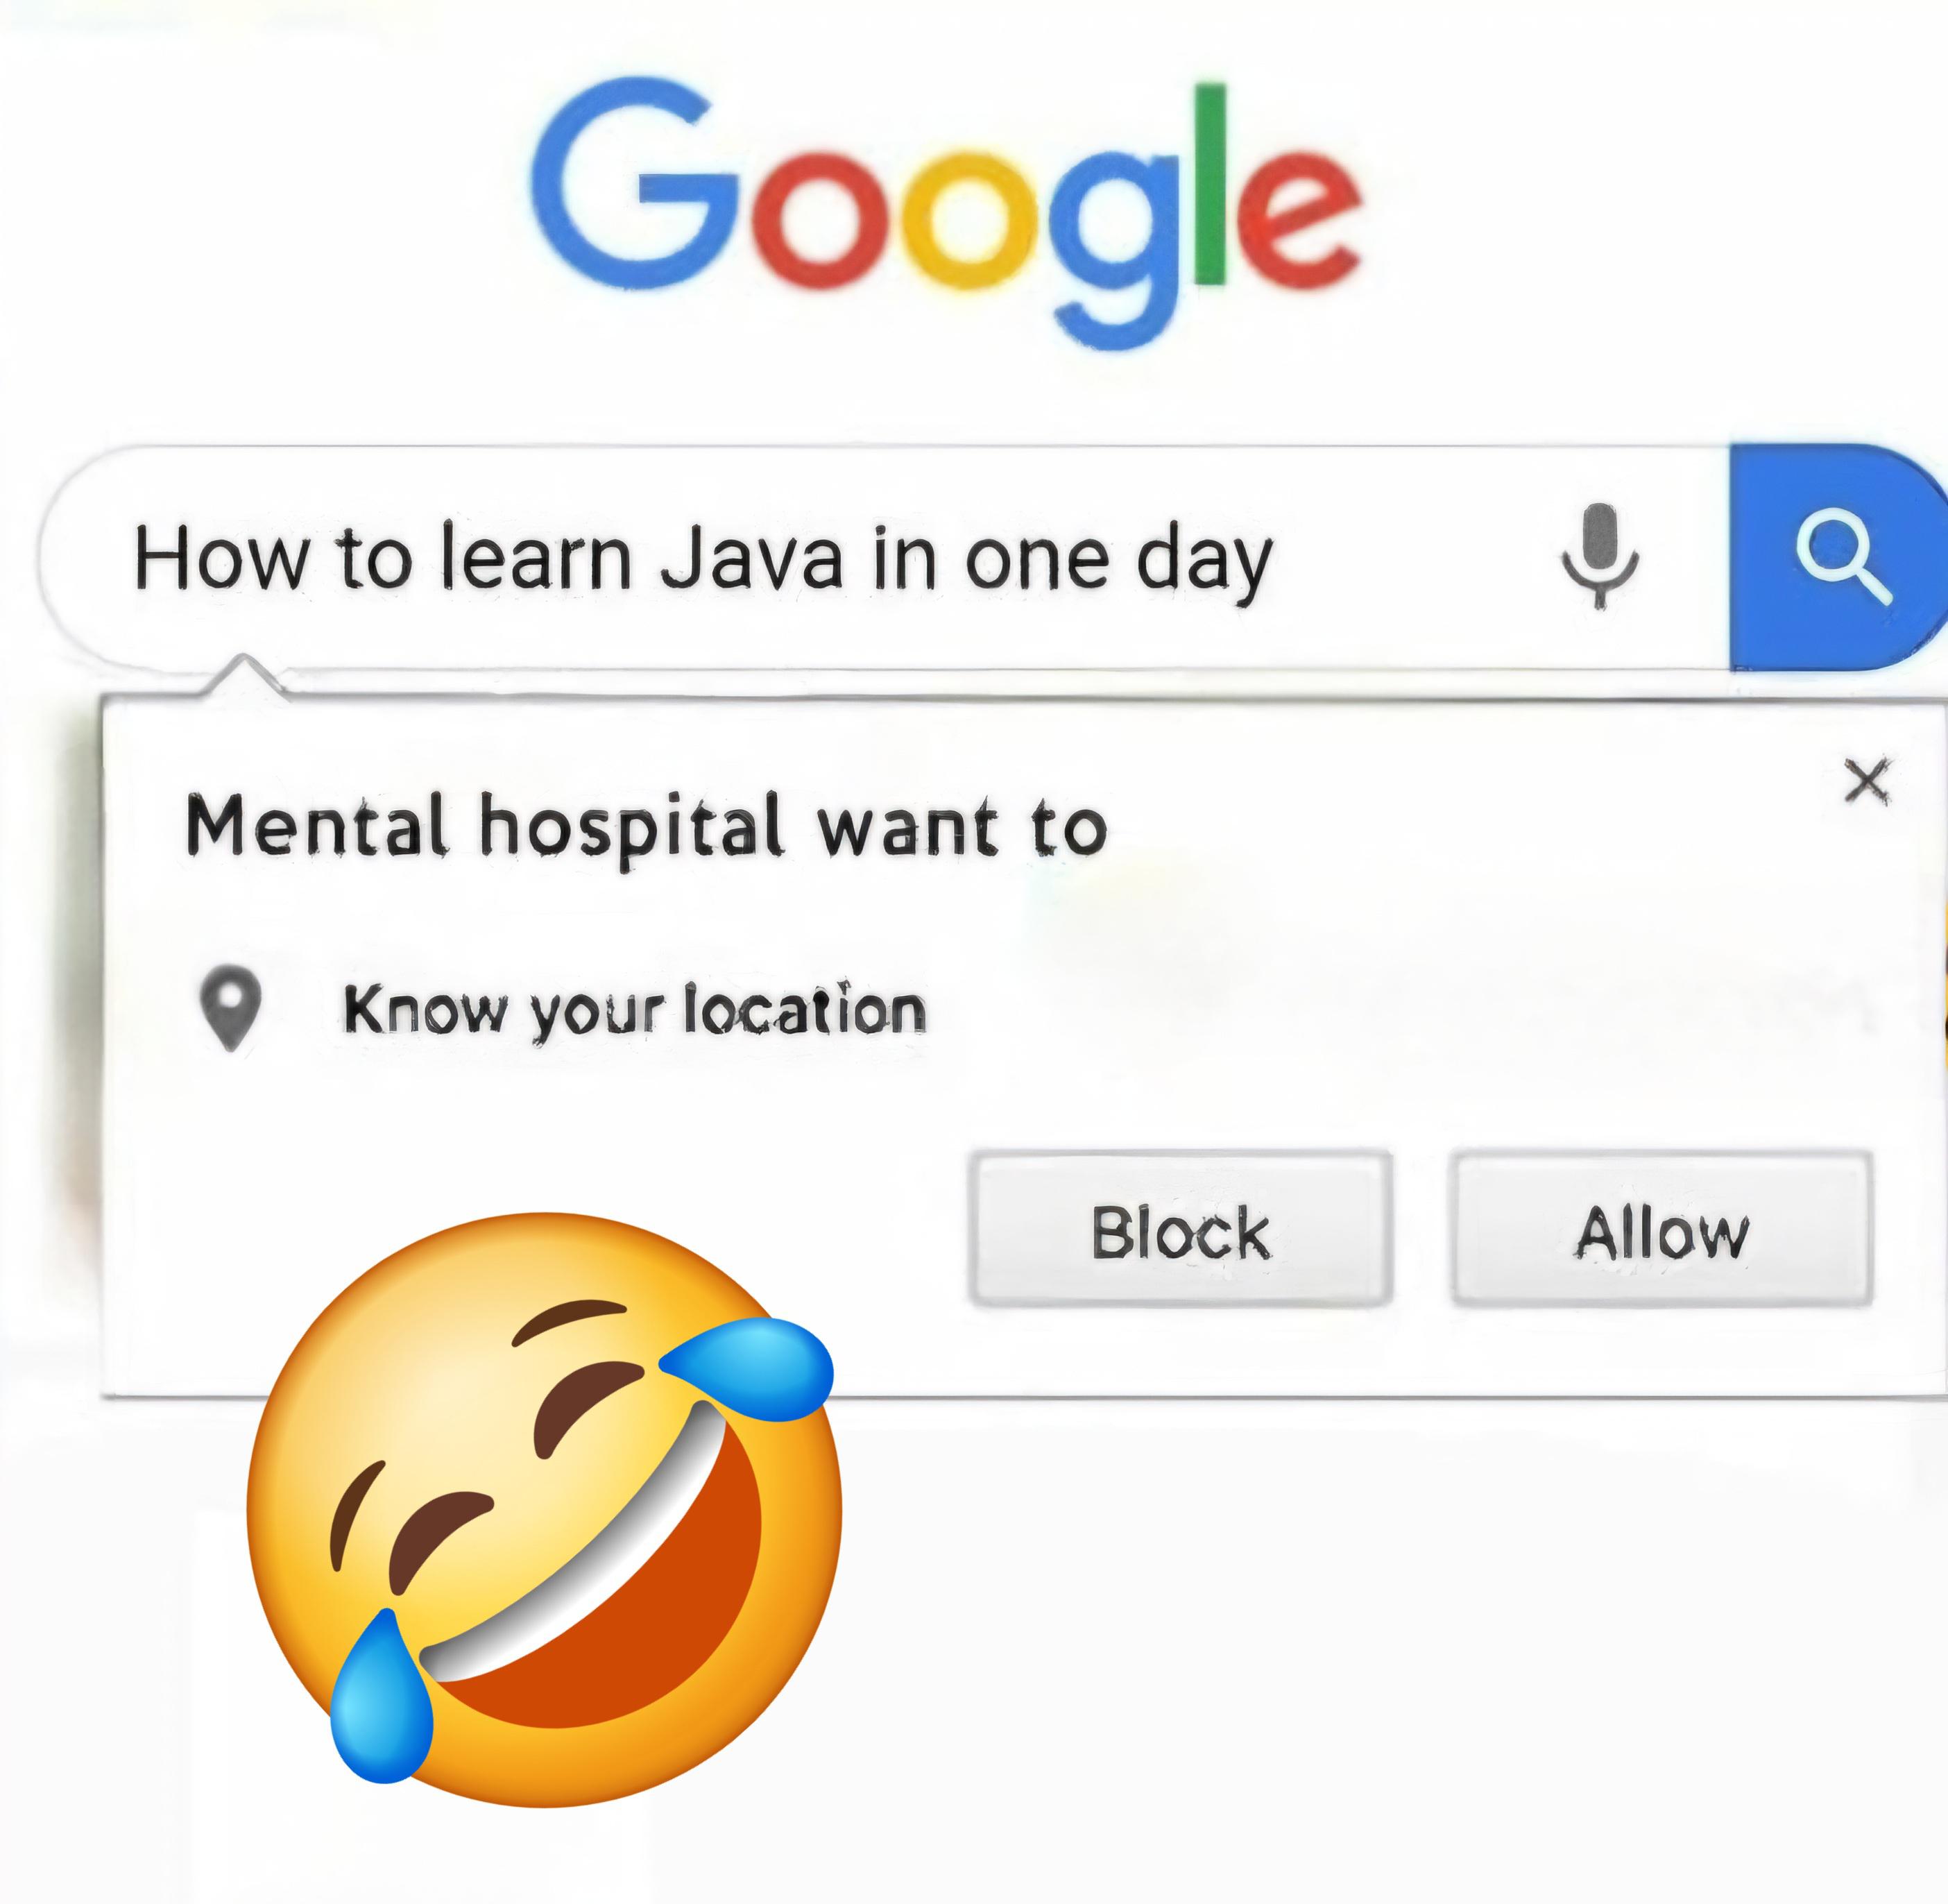 Google
How to learn Java in one day
Mental hospital want to
Know your location
Block
Allow